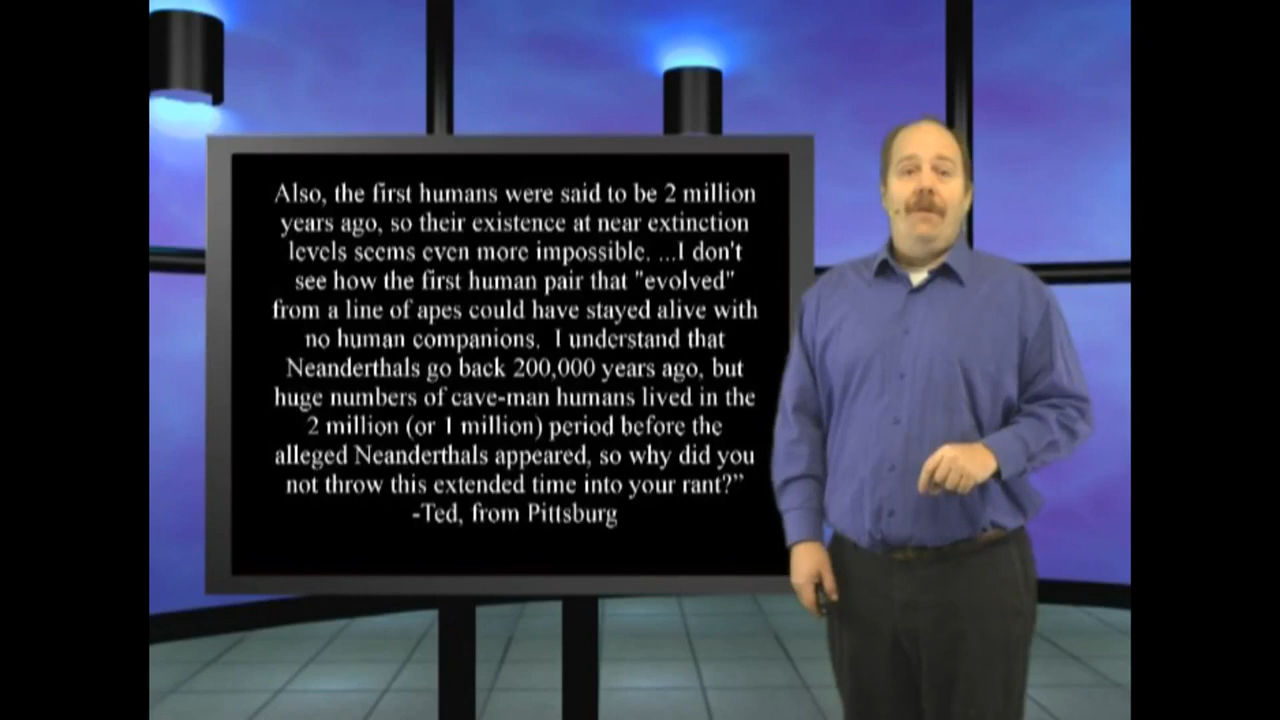 Also, the first humans were said to be 2 million
years ago, so their existence at near extinction
levels seems even more impossible. ...I don't
see how the first human pair that "evolved"
from a line of apes could have stayed alive with
no human companions.  I understand that
Neanderthals go back 200,000 years ago, but
huge numbers of cave-man humans lived in the
2 million (or 1 million) period before the
alleged Neanderthals appeared, so why did you
not throw this extended time into your rant?”
-Ted, from Pittsburg